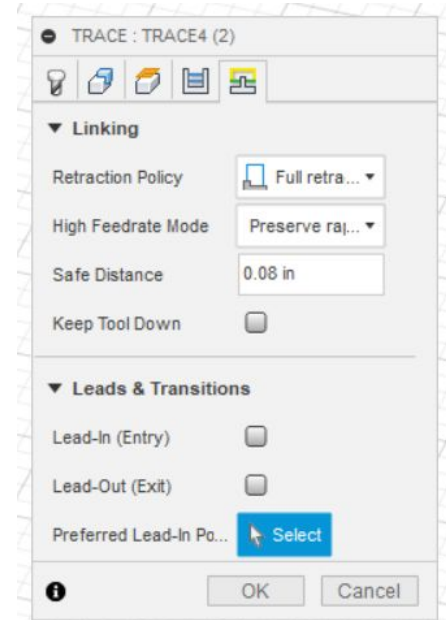 TRACE : TRACE4 (2)
Linking
Retraction Policy Full retra...
High Feedrate Mode Preserve rap...
Safe Distance 0.08 in
Keep Tool Down
Leads & Transitions
Lead-In (Entry)
Lead-Out (Exit)
Preferred Lead-In Po... Select
OK Cancel